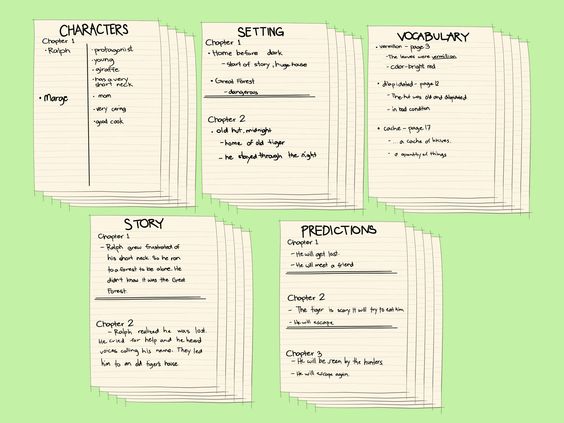 CHARACTERS
Chapter 1
• Ralph
• protagonist
• young
• giraffe
• has a very
short neck
• Marge
• mom
• very caring
• good cook
SETTING
Chapter 1
• Home before dark
- start of story, huge house
• Great Forest
- dangerous
Chapter 2
• old hut, midnight
- home of old tiger
- he stayed through the night
VOCABULARY
• vermilion - page 3
- The leaves were vermilion
- color - bright red
• dilapidated - page 12
- The hut was old and dilapidated
- in bad condition
• cache - page 17
- ... a cache of knives.
- a quantity of things
STORY
Chapter 1
- Ralph grew frustrated of
his short neck. So he ran
to a forest to be alone. He
didn't know it was the Great
Forest.
Chapter 2
- Ralph realized he was lost.
He cried for help and he heard
voices calling his name. They led
him to an old tiger's house
PREDICTIONS
Chapter 1
- He will get lost.
- He will meet a friend
Chapter 2
- The tiger is scary it will try to eat him
- He will escape
Chapter 3
- He will be seen by the hunters
- He will escape again.